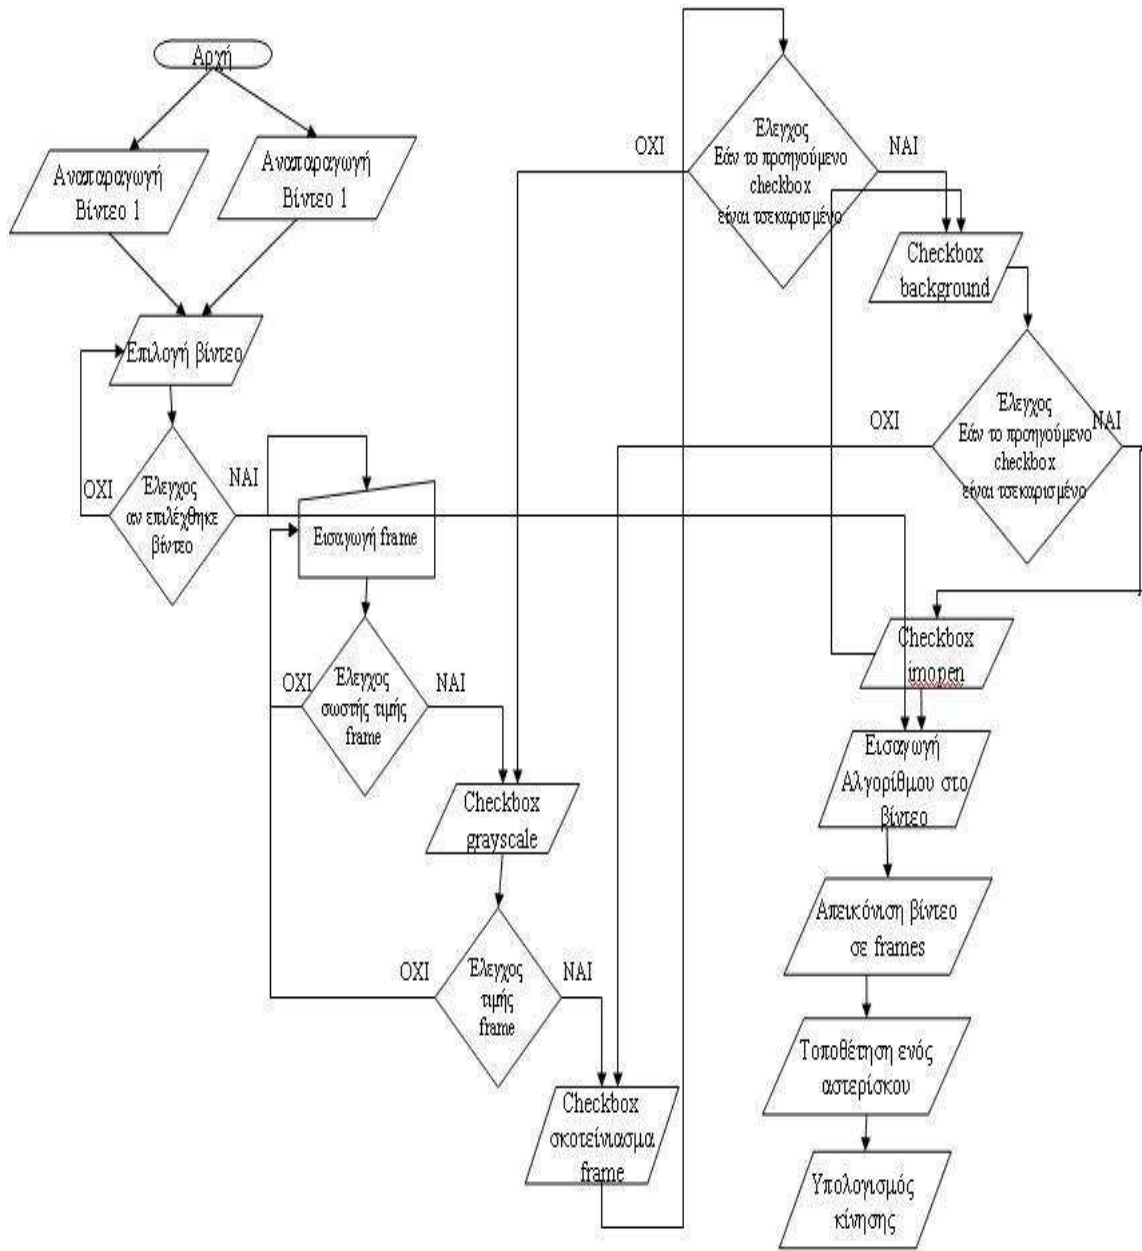 Αρχή
Αναπαραγωγή
Βίντεο 1
Αναπαραγωγή
Βίντεο 1
Επιλογή βίντεο
Έλεγχος
αν επιλέχθηκε
βίντεο
ΟΧΙ
ΝΑΙ
Εισαγωγή frame
Έλεγχος
σωστής τιμής
frame
ΟΧΙ
ΝΑΙ
Checkbox
grayscale
Έλεγχος
τιμής
frame
ΟΧΙ
ΝΑΙ
Checkbox
σκοτείνιασμα
frame
Έλεγχος
Εάν το προηγούμενο
checkbox
είναι τσεκαρισμένο
ΟΧΙ
ΝΑΙ
Checkbox
background
Έλεγχος
Εάν το προηγούμενο
checkbox
είναι τσεκαρισμένο
ΟΧΙ
ΝΑΙ
Checkbox
imopen
Εισαγωγή
Αλγορίθμου στο
βίντεο
Απεικόνιση βίντεο
σε frames
Τοποθέτηση ενός
αστερίσκου
Υπολογισμός
κίνησης